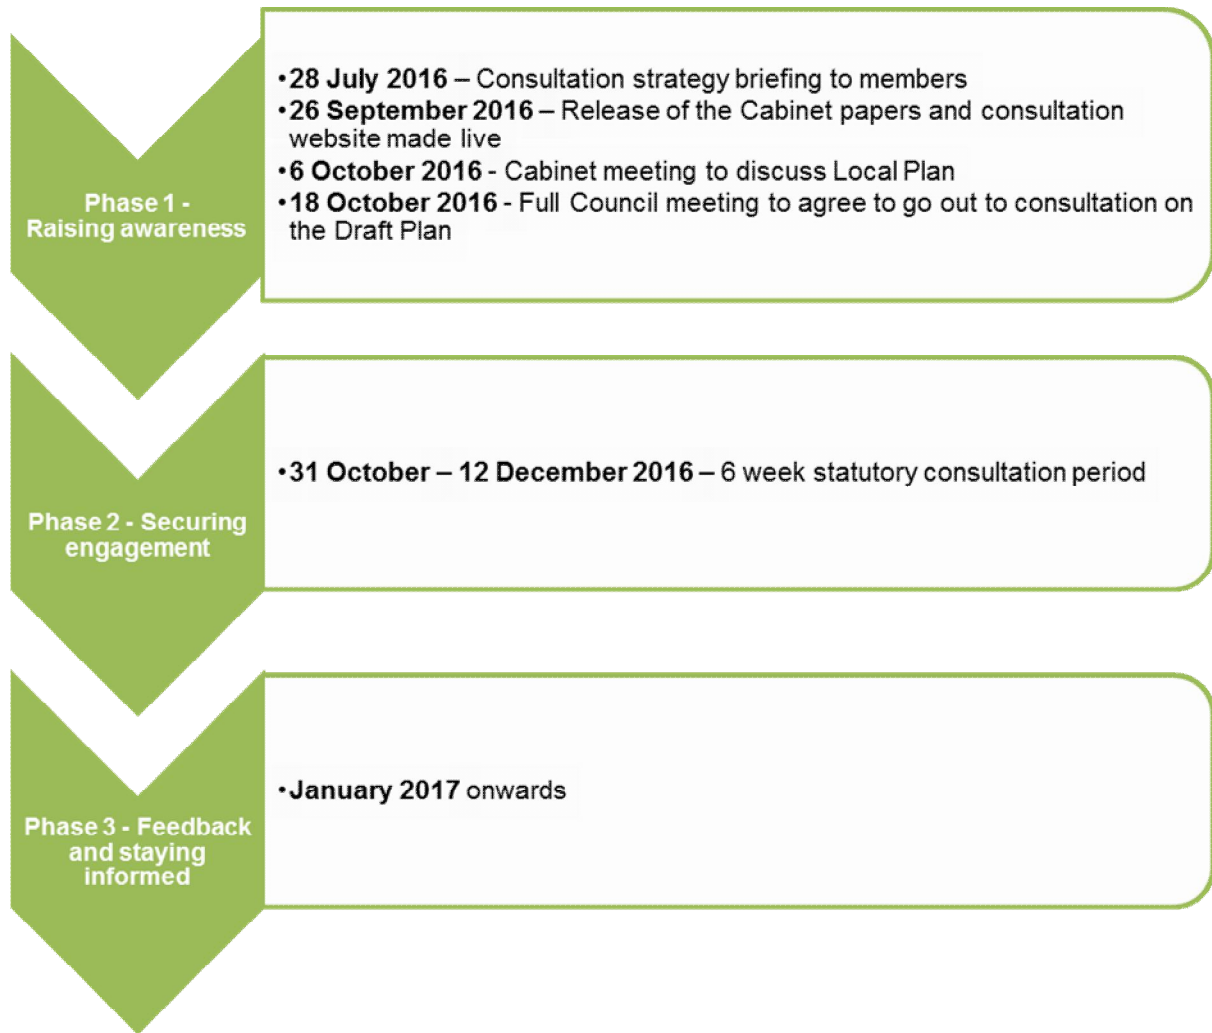 Phase 1 -
Raising awareness
•28 July 2016 – Consultation strategy briefing to members
•26 September 2016 – Release of the Cabinet papers and consultation
website made live
•6 October 2016 - Cabinet meeting to discuss Local Plan
•18 October 2016 - Full Council meeting to agree to go out to consultation on
the Draft Plan
Phase 2 - Securing
engagement
•31 October – 12 December 2016 – 6 week statutory consultation period
Phase 3 - Feedback
and staying
informed
•January 2017 onwards